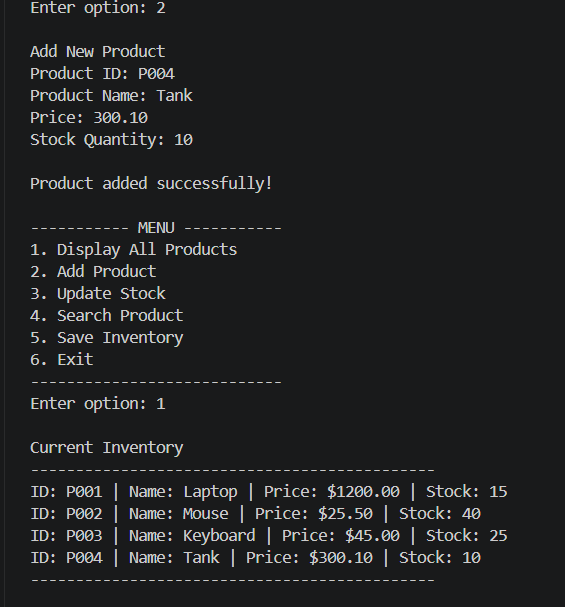 Enter option: 2
Add New Product
Product ID: P004
Product Name: Tank
Price: 300.10
Stock Quantity: 10
Product added successfully!
----------- MENU -----------
1. Display All Products
2. Add Product
3. Update Stock
4. Search Product
5. Save Inventory
6. Exit
----------------------------
Enter option: 1
Current Inventory
---------------------------------------------
ID: P001 | Name: Laptop | Price: $1200.00 | Stock: 15
ID: P002 | Name: Mouse | Price: $25.50 | Stock: 40
ID: P003 | Name: Keyboard | Price: $45.00 | Stock: 25
ID: P004 | Name: Tank | Price: $300.10 | Stock: 10
---------------------------------------------